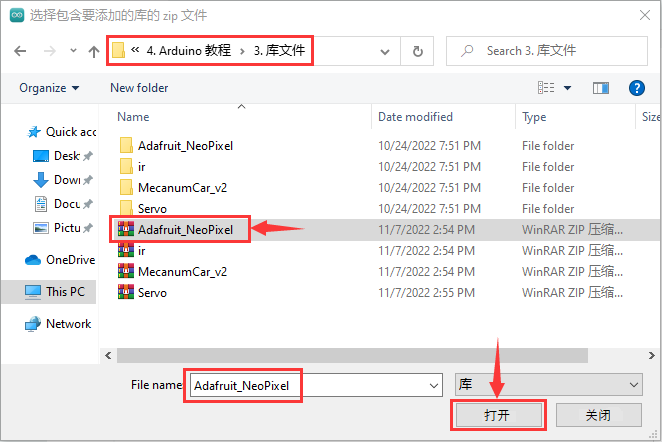 选择包含要添加的库的 zip 文件
« 4. Arduino 教程 › 3. 库文件
Search 3. 库文件
Organize
New folder
Name Date modified Type Size
Quick acc
Deskt
Down
Docu
Pictu
OneDrive
This PC
Network
Adafruit_NeoPixel 10/24/2022 7:51 PM File folder
ir 10/24/2022 7:51 PM File folder
MecanumCar_v2 10/24/2022 7:51 PM File folder
Servo 10/24/2022 7:51 PM File folder
Adafruit_NeoPixel 11/7/2022 2:54 PM WinRAR ZIP 压缩...
ir 11/7/2022 2:54 PM WinRAR ZIP 压缩...
MecanumCar_v2 11/7/2022 2:54 PM WinRAR ZIP 压缩...
Servo 11/7/2022 2:55 PM WinRAR ZIP 压缩...
File name: Adafruit_NeoPixel
库
打开
关闭